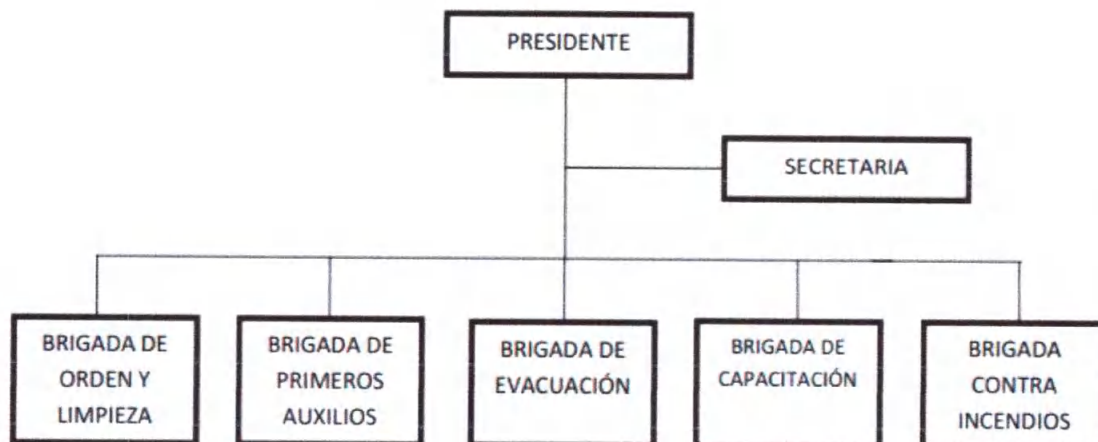 PRESIDENTE
SECRETARIA
BRIGADA DE
ORDEN Y
LIMPIEZA
BRIGADA DE
PRIMEROS
AUXILIOS
BRIGADA DE
EVACUACIÓN
BRIGADA DE
CAPACITACIÓN
BRIGADA
CONTRA
INCENDIOS